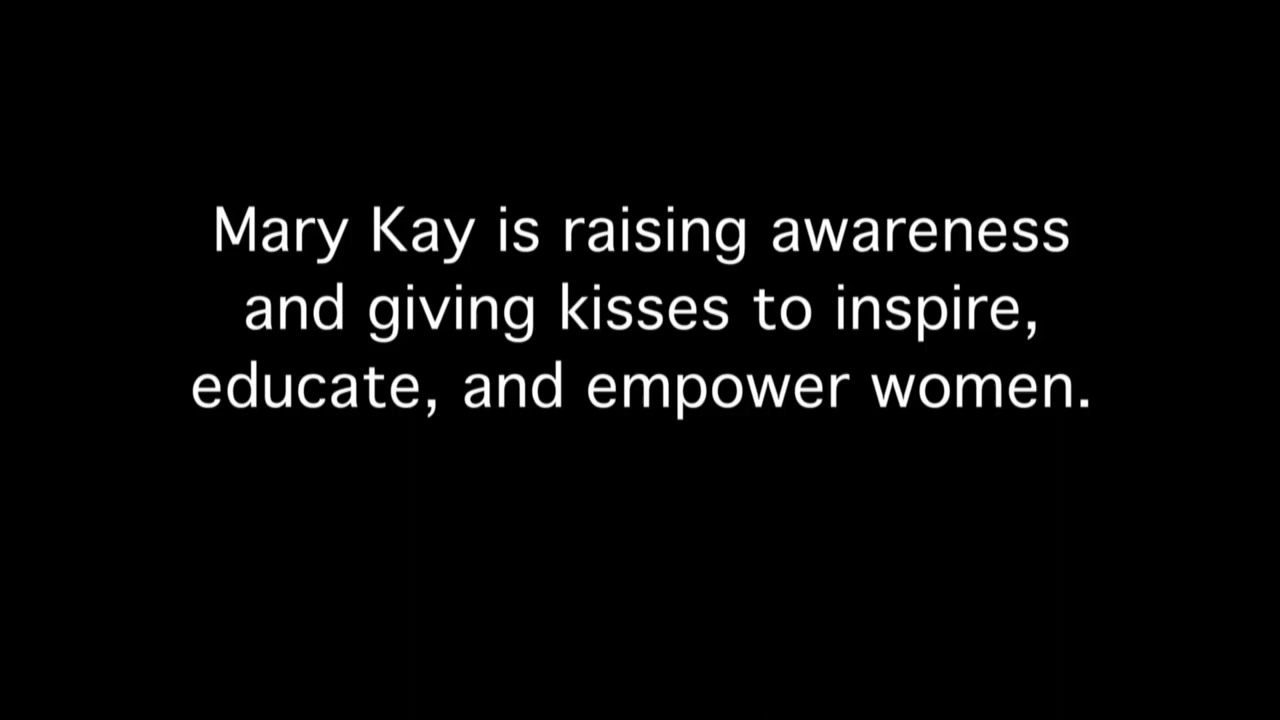 Mary Kay is raising awareness
and giving kisses to inspire,
educate, and empower women.